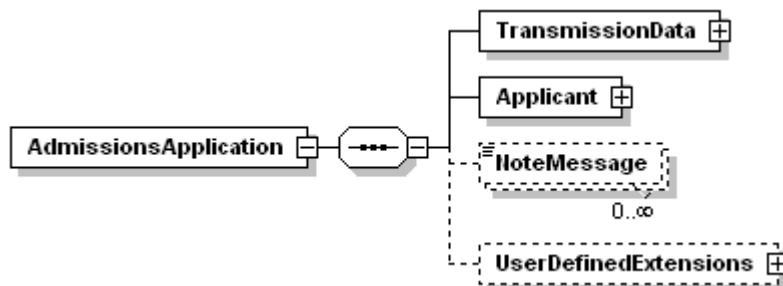 TransmissionData
Applicant
AdmissionsApplication
NoteMessage
0..∞
UserDefinedExtensions